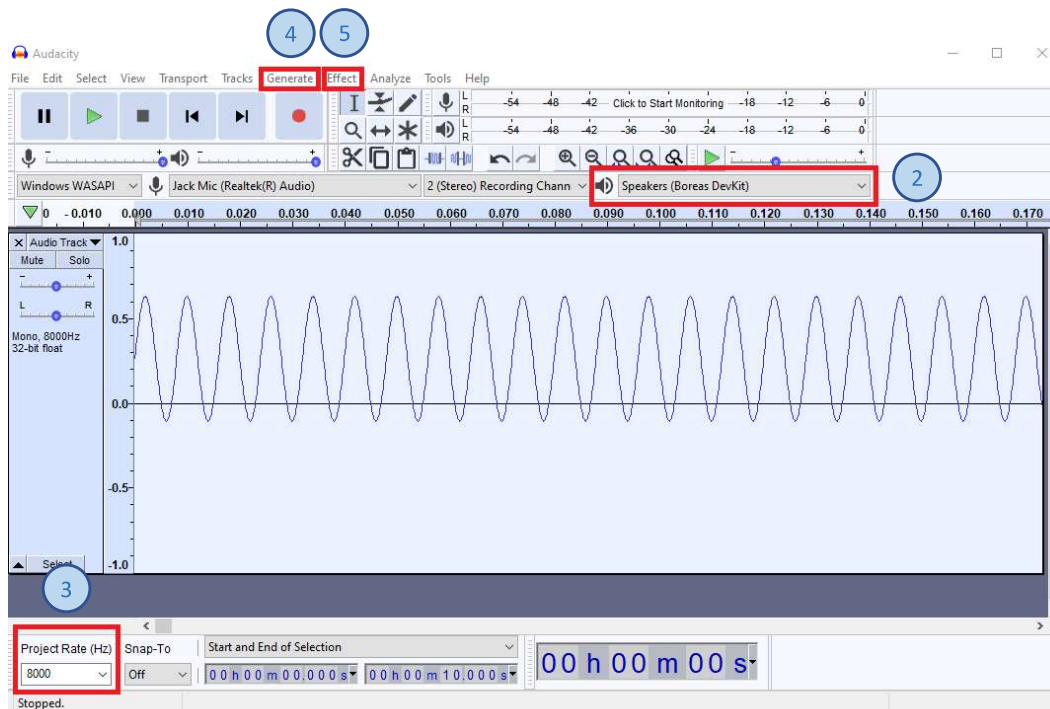 4 5
Audacity
File Edit Select View Transport Tracks Generate Effect Analyze Tools Help
L
R
-54 -48 -42 Click to Start Monitoring -18 -12 -6 0
L
R
-54 -48 -42 -36 -30 -24 -18 -12 -6 0
- + - + - +
2
Windows WASAPI Jack Mic (Realtek(R) Audio) 2 (Stereo) Recording Chann Speakers (Boreas DevKit)
0 -0.010 0.000 0.010 0.020 0.030 0.040 0.050 0.060 0.070 0.080 0.090 0.100 0.110 0.120 0.130 0.140 0.150 0.160 0.170
X Audio Track 1.0
Mute Solo
- +
L R
0.5
Mono, 8000Hz
32-bit float
0.0
-0.5
Select -1.0
3
Project Rate (Hz) Snap-To Start and End of Selection
8000 Off 00h00m00.000s 00h00m10.000s 00h00m00s
Stopped.